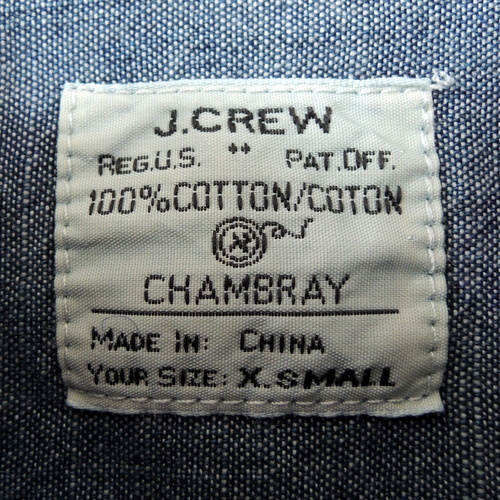 J.CREW
REG.U.S. PAT.OFF.
100%COTTON/COTON
CHAMBRAY
MADE IN: CHINA
YOUR SIZE: X.SMALL